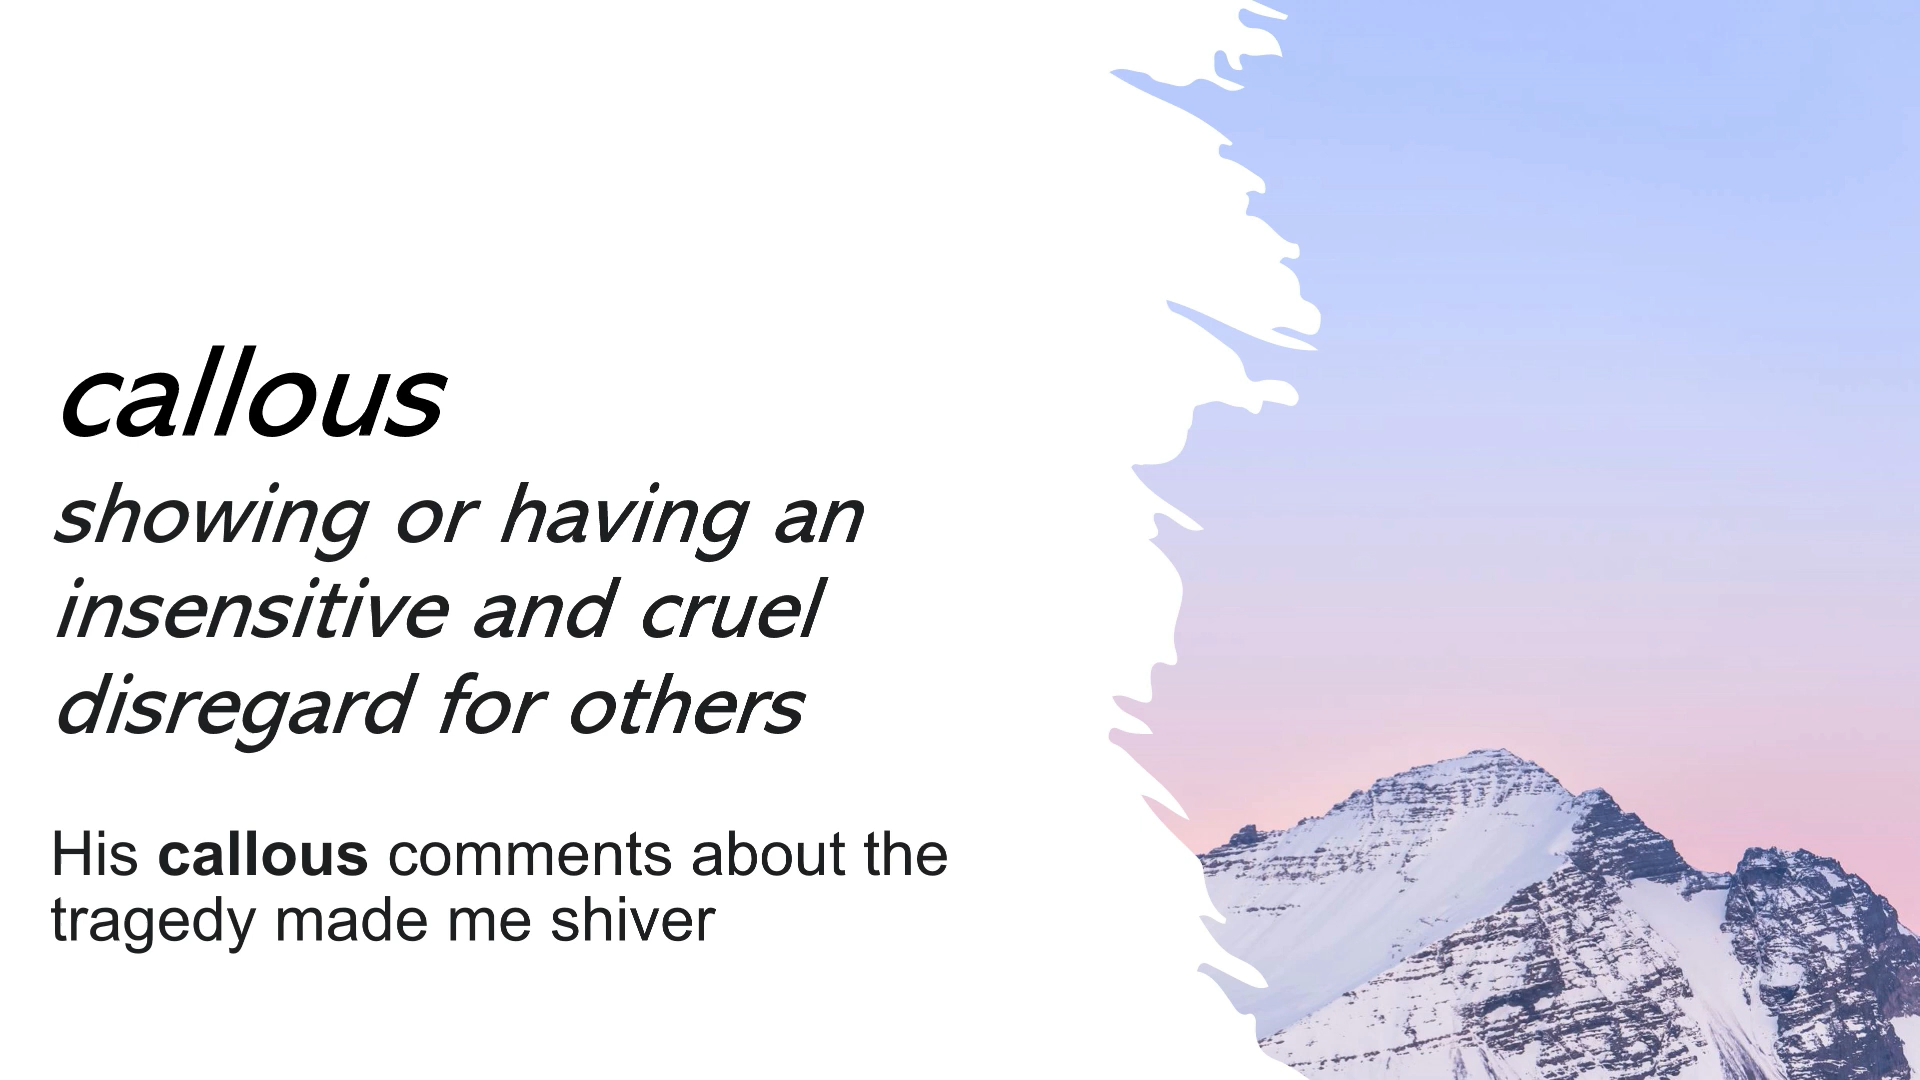 callous
showing or having an
insensitive and cruel
disregard for others
His callous comments about the
tragedy made me shiver